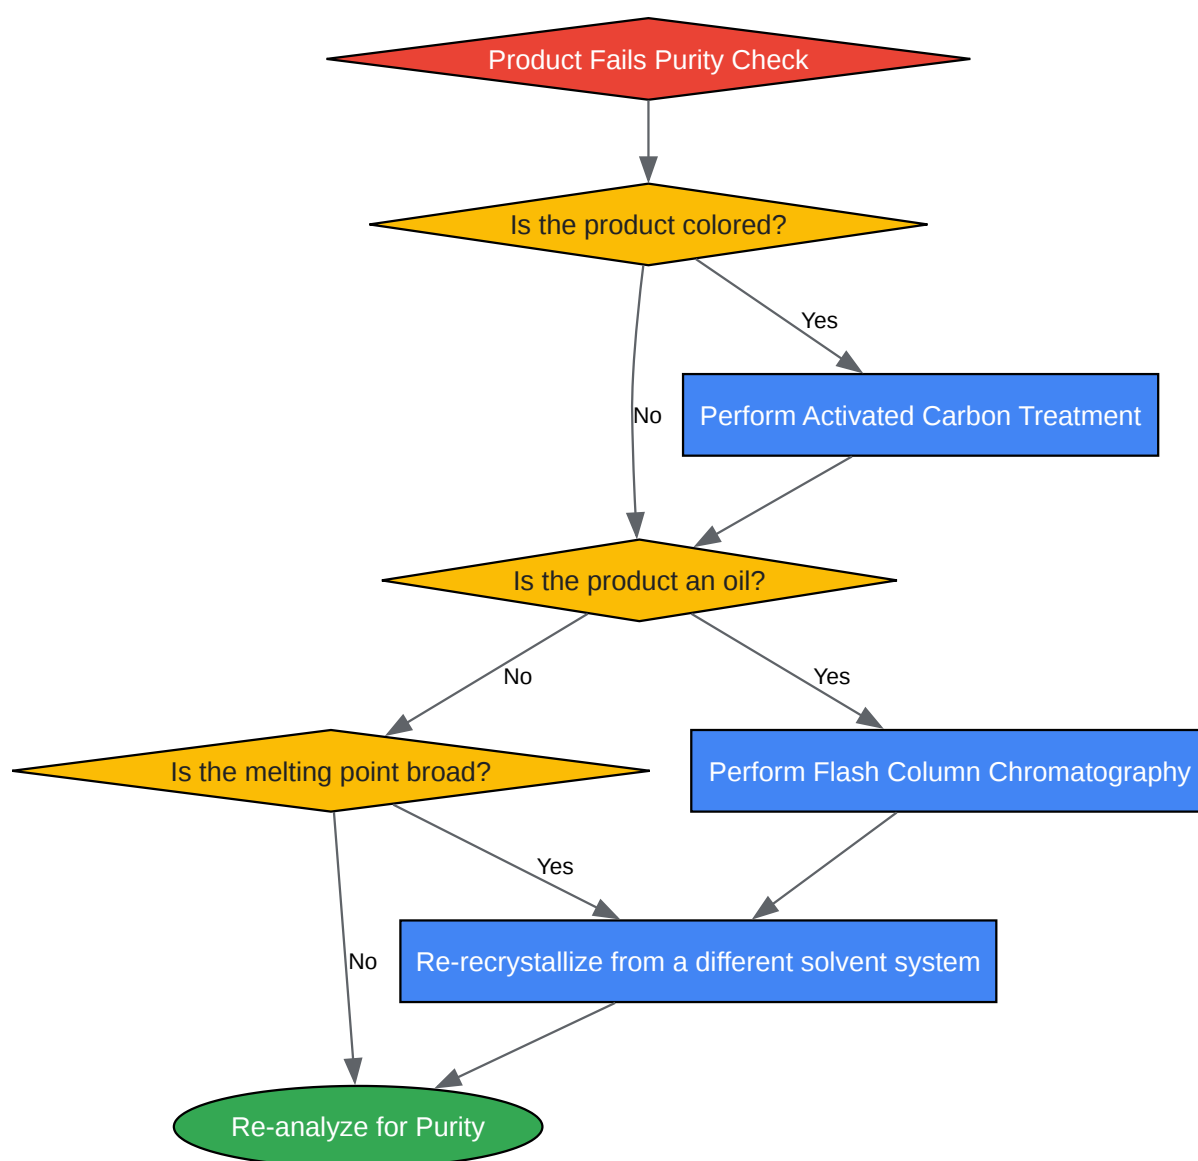 Product Fails Purity Check
Is the product colored?
Yes
No
Perform Activated Carbon Treatment
Is the product an oil?
No
Yes
Is the melting point broad?
Perform Flash Column Chromatography
Yes
No
Re-recrystallize from a different solvent system
Re-analyze for Purity